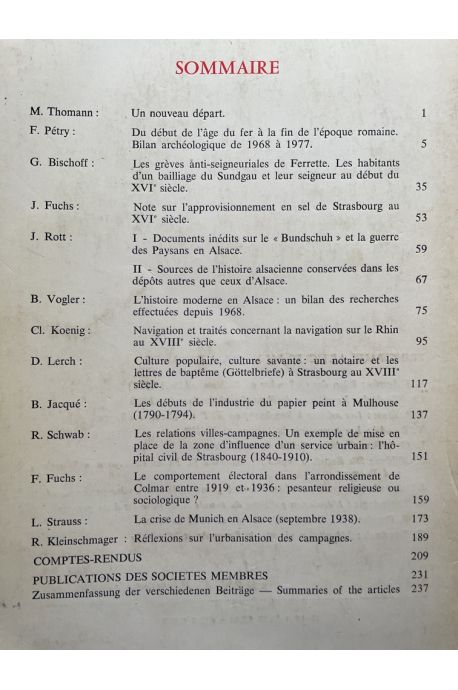 SOMMAIRE
M. Thomann : Un nouveau départ. 1
F. Pétry : Du début de l'âge du fer à la fin de l'époque romaine.
Bilan archéologique de 1968 à 1977. 5
G. Bischoff : Les grèves anti-seigneuriales de Ferrette. Les habitants
d'un bailliage du Sundgau et leur seigneur au début du
XVIe siècle. 35
J. Fuchs : Note sur l'approvisionnement en sel de Strasbourg au
XVIe siècle. 53
J. Rott : I - Documents inédits sur le « Bundschuh » et la guerre
des Paysans en Alsace. 59
II - Sources de l'histoire alsacienne conservées dans les
dépôts autres que ceux d'Alsace. 67
B. Vogler : L'histoire moderne en Alsace : un bilan des recherches
effectuées depuis 1968. 75
Cl. Koenig : Navigation et traités concernant la navigation sur le Rhin
au XVIIIe siècle. 95
D. Lerch : Culture populaire, culture savante : un notaire et les
lettres de baptême (Göttelbriefe) à Strasbourg au XVIIIe
siècle. 117
B. Jacqué : Les débuts de l'industrie du papier peint à Mulhouse
(1790-1794). 137
R. Schwab : Les relations villes-campagnes. Un exemple de mise en
place de la zone d'influence d'un service urbain : l'hô-
pital civil de Strasbourg (1840-1910). 151
F. Fuchs : Le comportement électoral dans l'arrondissement de
Colmar entre 1919 et 1936 : pesanteur religieuse ou
sociologique ? 159
L. Strauss : La crise de Munich en Alsace (septembre 1938). 173
R. Kleinschmager : Réflexions sur l'urbanisation des campagnes. 189
COMPTES-RENDUS 209
PUBLICATIONS DES SOCIETES MEMBRES 231
Zusammenfassung der verschiedenen Beiträge — Summaries of the articles 237